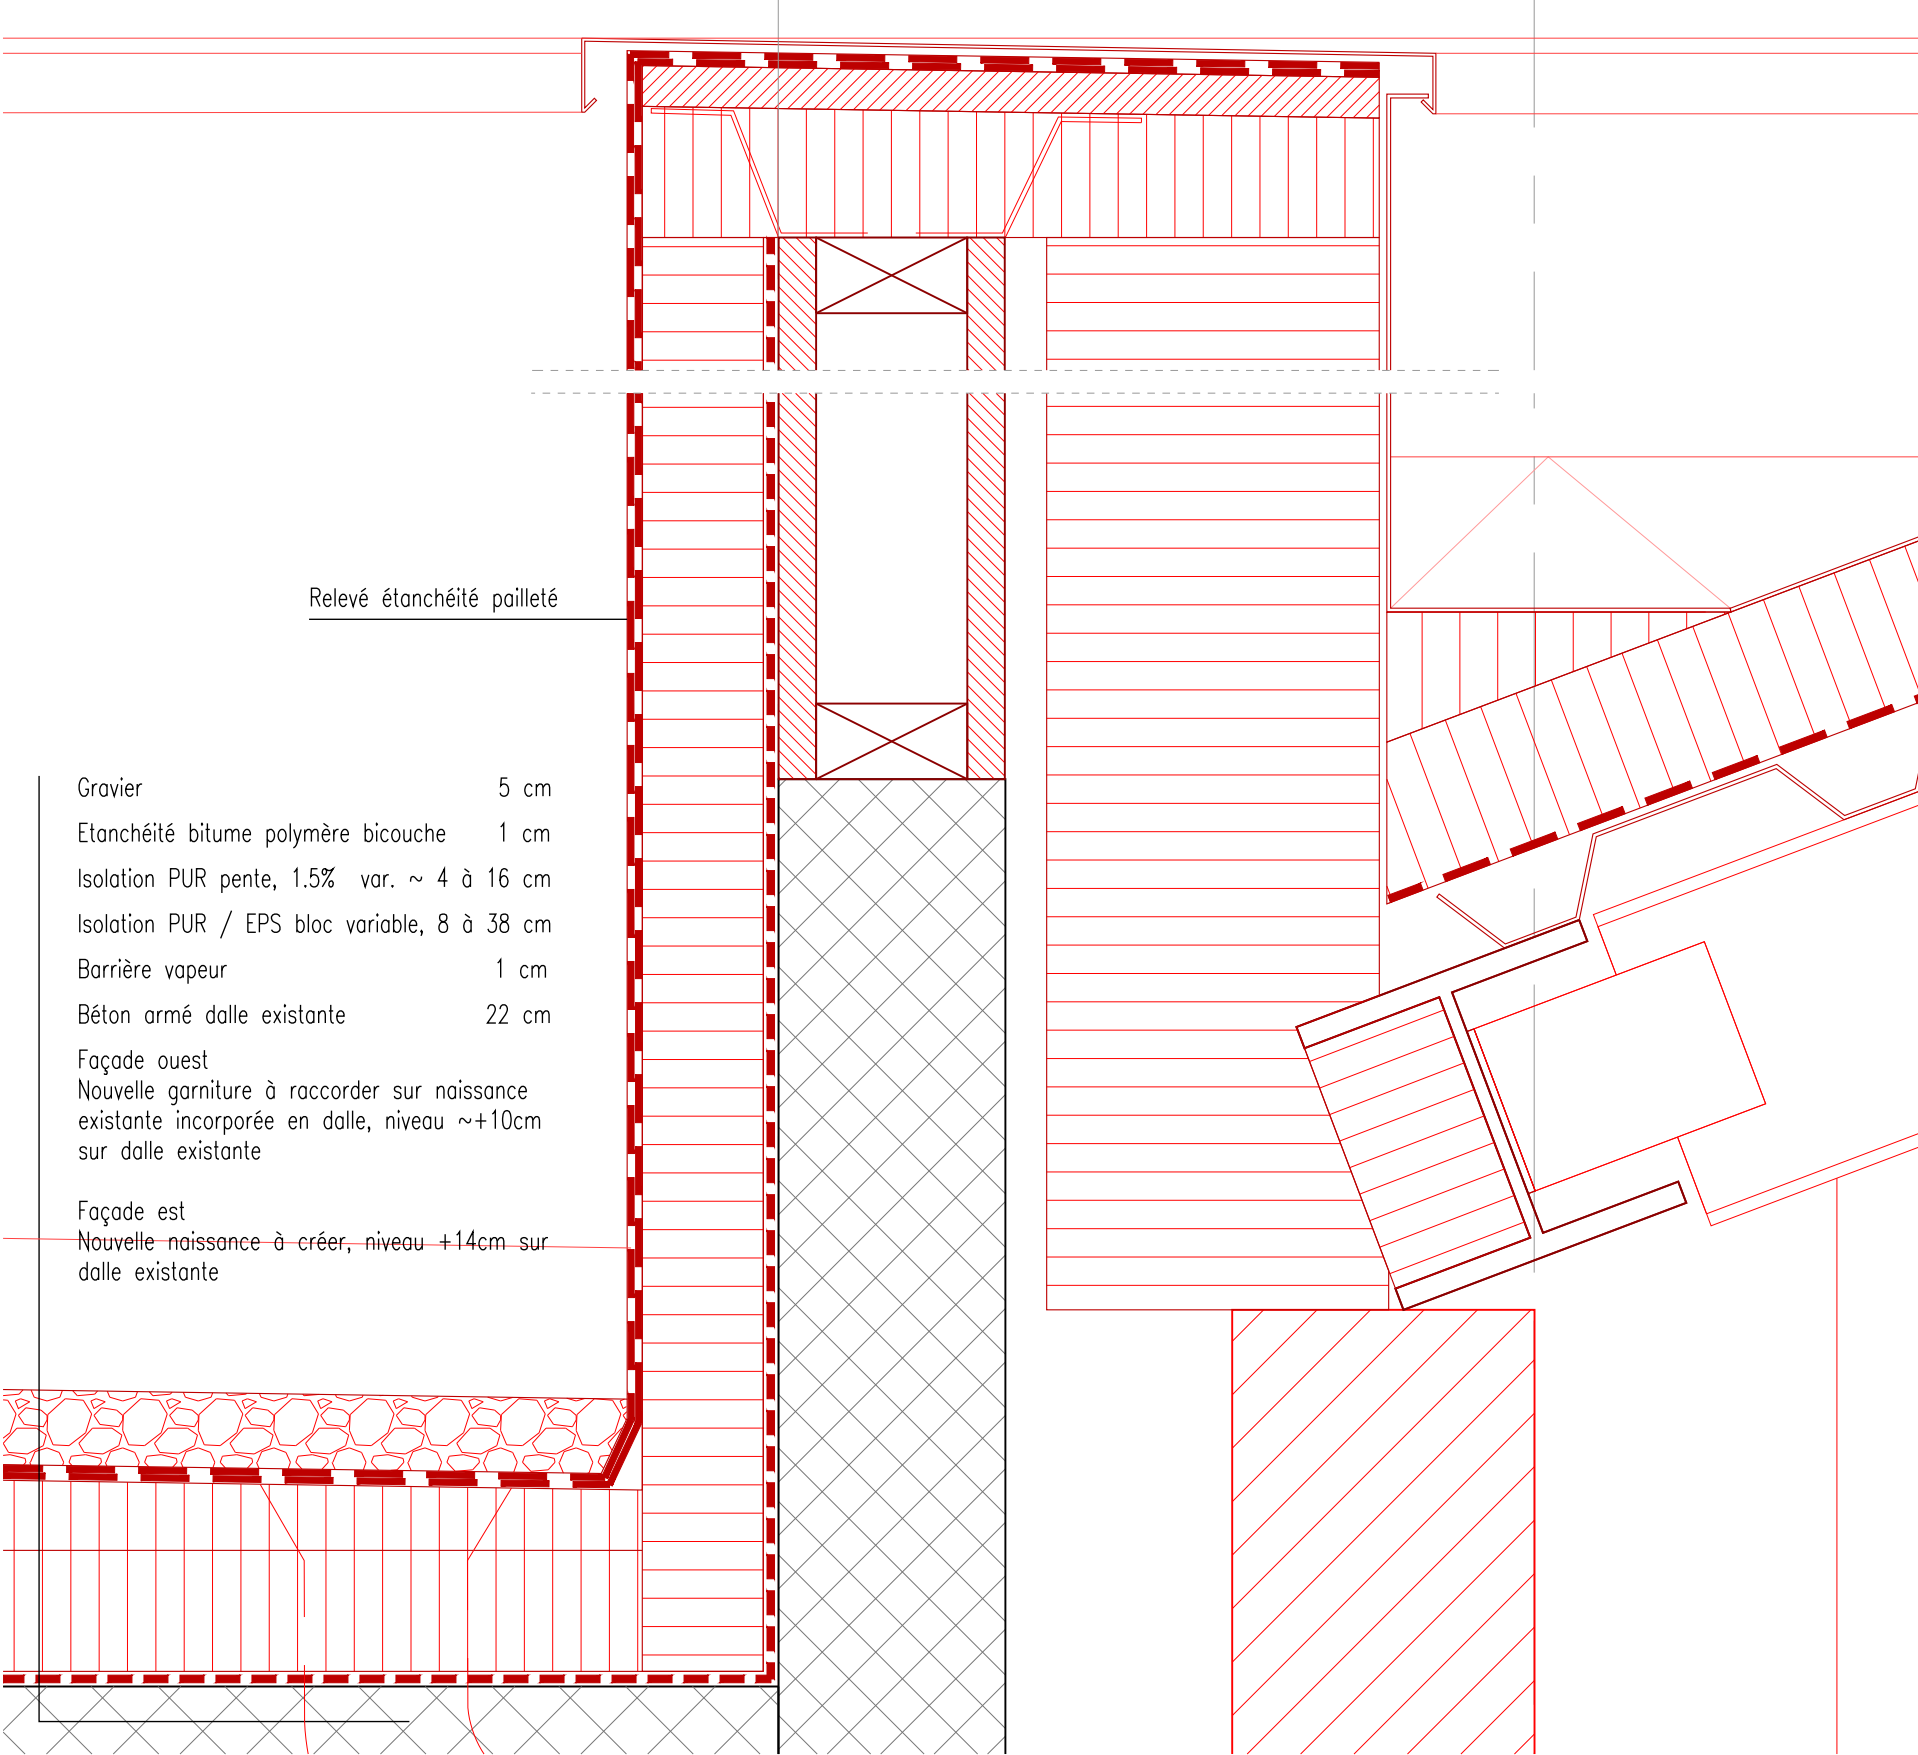 Relevé étanchéité pailleté
Gravier 5 cm
Etanchéité bitume polymère bicouche 1 cm
Isolation PUR pente, 1.5% var. ~ 4 à 16 cm
Isolation PUR / EPS bloc variable, 8 à 38 cm
Barrière vapeur 1 cm
Béton armé dalle existante 22 cm
Façade ouest
Nouvelle garniture à raccorder sur naissance
existante incorporée en dalle, niveau ~+10cm
sur dalle existante
Façade est
Nouvelle naissance à créer, niveau +14cm sur
dalle existante